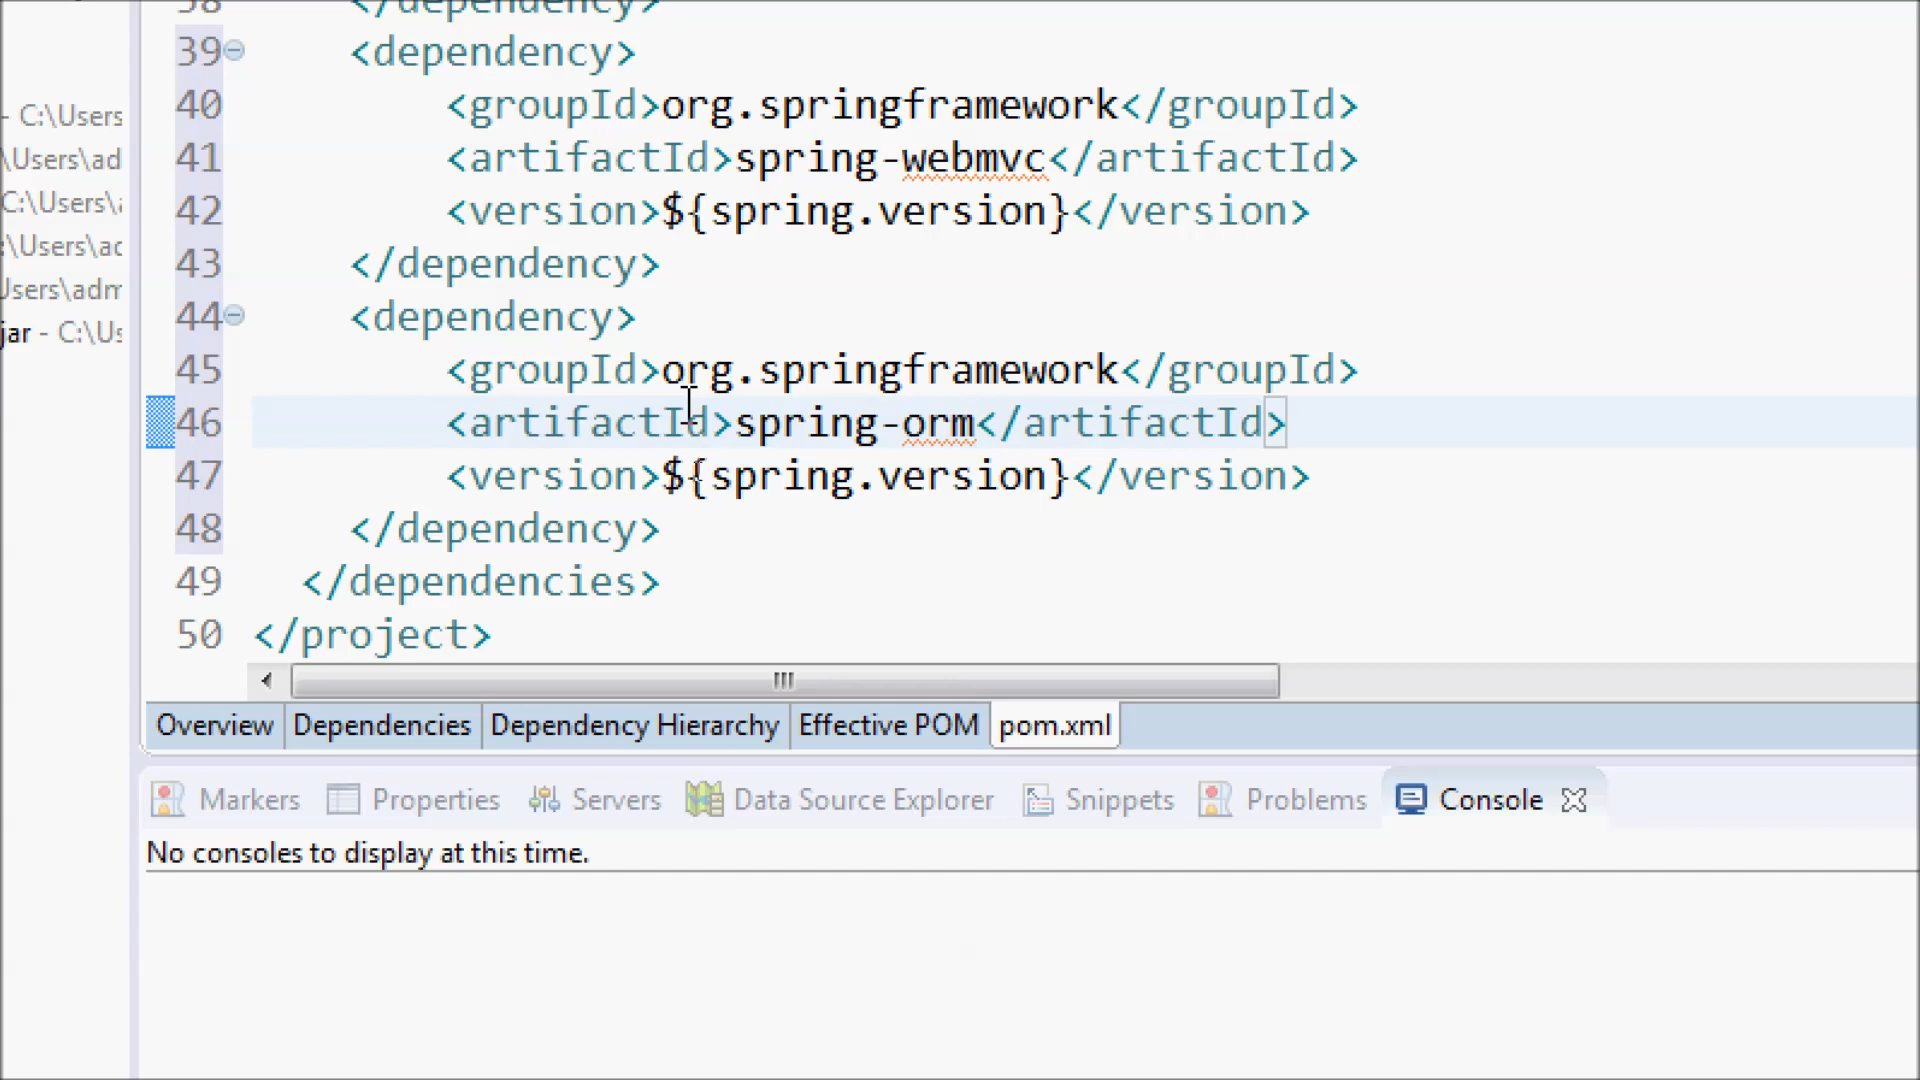 38 </dependency>
39 <dependency>
- C:\Users
40 <groupId>org.springframework</groupId>
\Users\ad
41 <artifactId>spring-webmvc</artifactId>
C:\Users\
42 <version>${spring.version}</version>
:\Users\ac
43 </dependency>
Users\adm
44 <dependency>
jar - C:\Us
45 <groupId>org.springframework</groupId>
46 <artifactId>spring-orm</artifactId>
47 <version>${spring.version}</version>
48 </dependency>
49 </dependencies>
50 </project>
Overview Dependencies Dependency Hierarchy Effective POM pom.xml
Markers Properties Servers Data Source Explorer Snippets Problems Console
No consoles to display at this time.